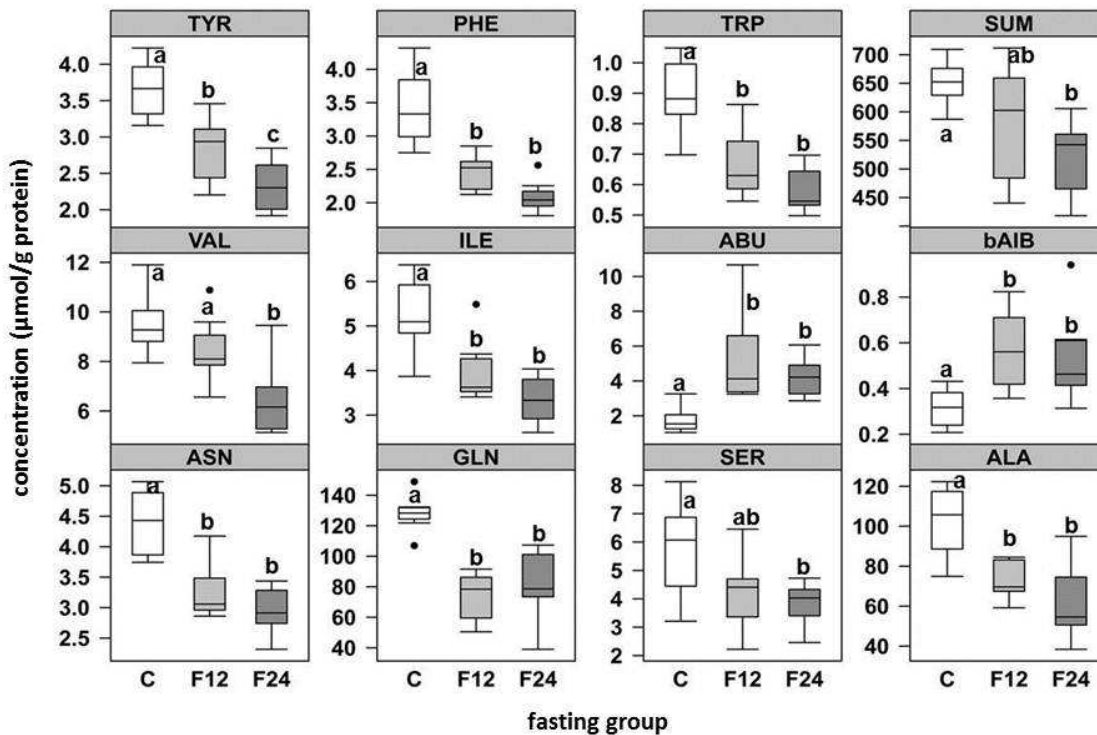 TYR PHE TRP SUM
4.0 3.5 3.0 2.5 2.0 a b c
4.0 3.5 3.0 2.5 2.0 a b b
1.0 0.9 0.8 0.7 0.6 0.5 a b b
700 650 600 550 500 450 a ab b
VAL ILE ABU bAIB
12 10 8 6 a a b
6 5 4 3 a b b
10 8 6 4 2 a b b
0.8 0.6 0.4 0.2 a b b
ASN GLN SER ALA
5.0 4.5 4.0 3.5 3.0 2.5 a b b
140 120 100 80 60 40 a b b
8 7 6 5 4 3 2 a ab b
120 100 80 60 40 a b b
C F12 F24 C F12 F24 C F12 F24 C F12 F24
concentration (µmol/g protein)
fasting group